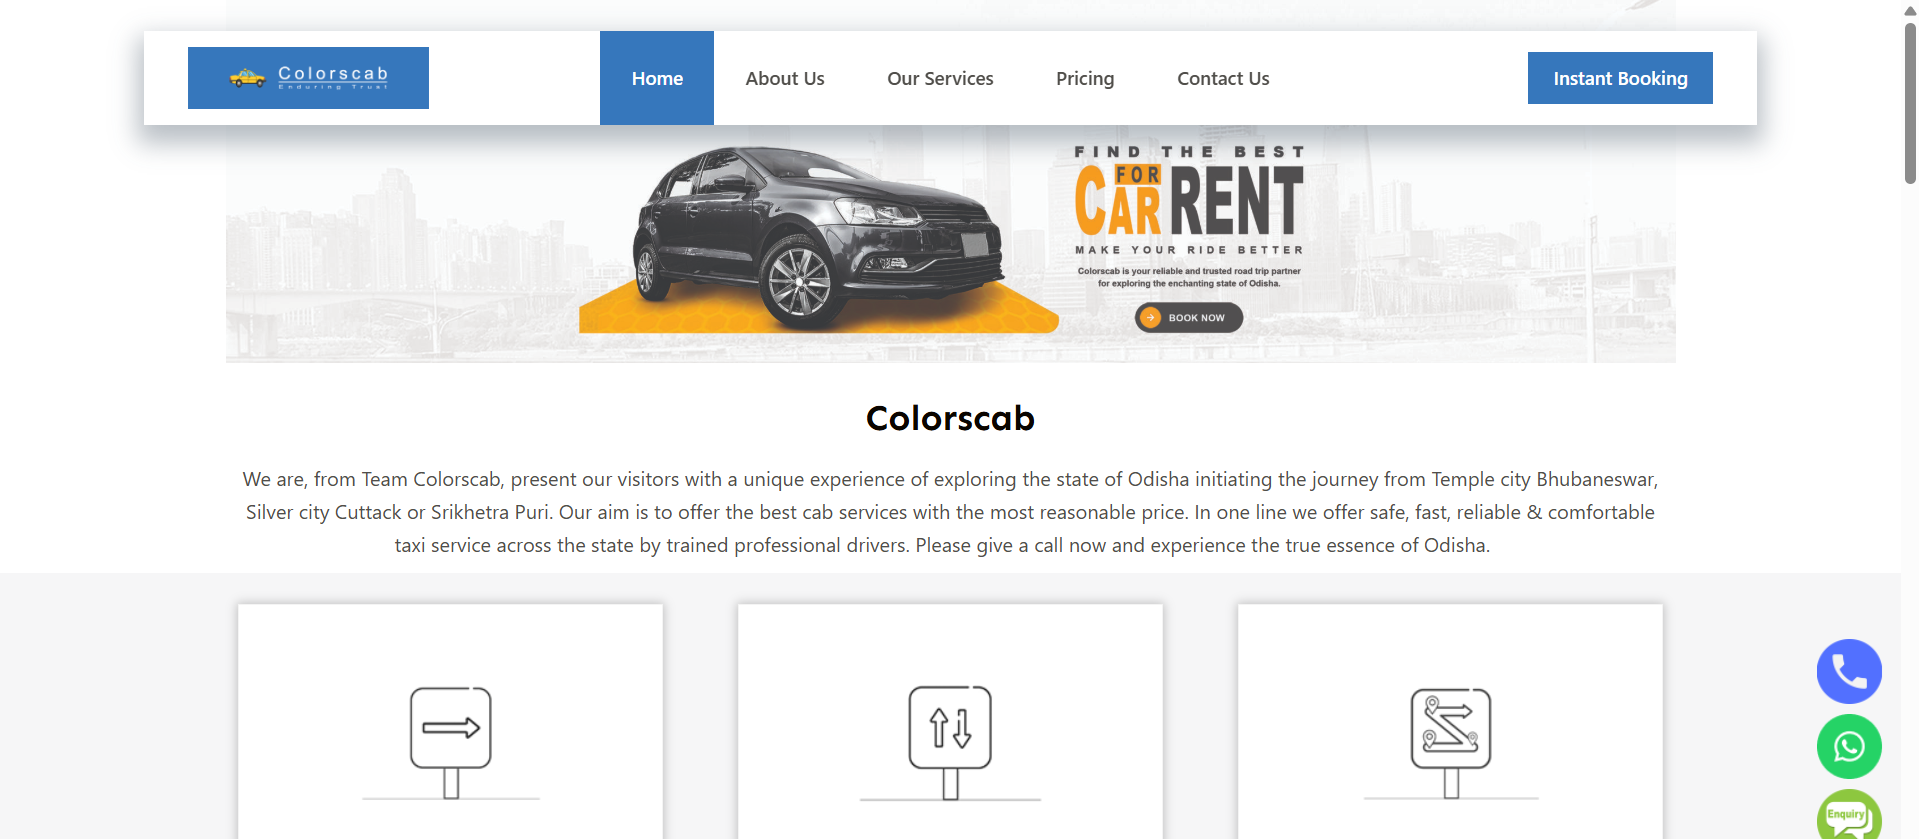 Colorscab
Enduring Trust
Home
About Us
Our Services
Pricing
Contact Us
Instant Booking
FIND THE BEST
CAR FOR RENT
MAKE YOUR RIDE BETTER
Colorscab is your reliable and trusted road trip partner
for exploring the enchanting state of Odisha.
BOOK NOW
Colorscab
We are, from Team Colorscab, present our visitors with a unique experience of exploring the state of Odisha initiating the journey from Temple city Bhubaneswar,
Silver city Cuttack or Srikhetra Puri. Our aim is to offer the best cab services with the most reasonable price. In one line we offer safe, fast, reliable & comfortable
taxi service across the state by trained professional drivers. Please give a call now and experience the true essence of Odisha.
Enquiry